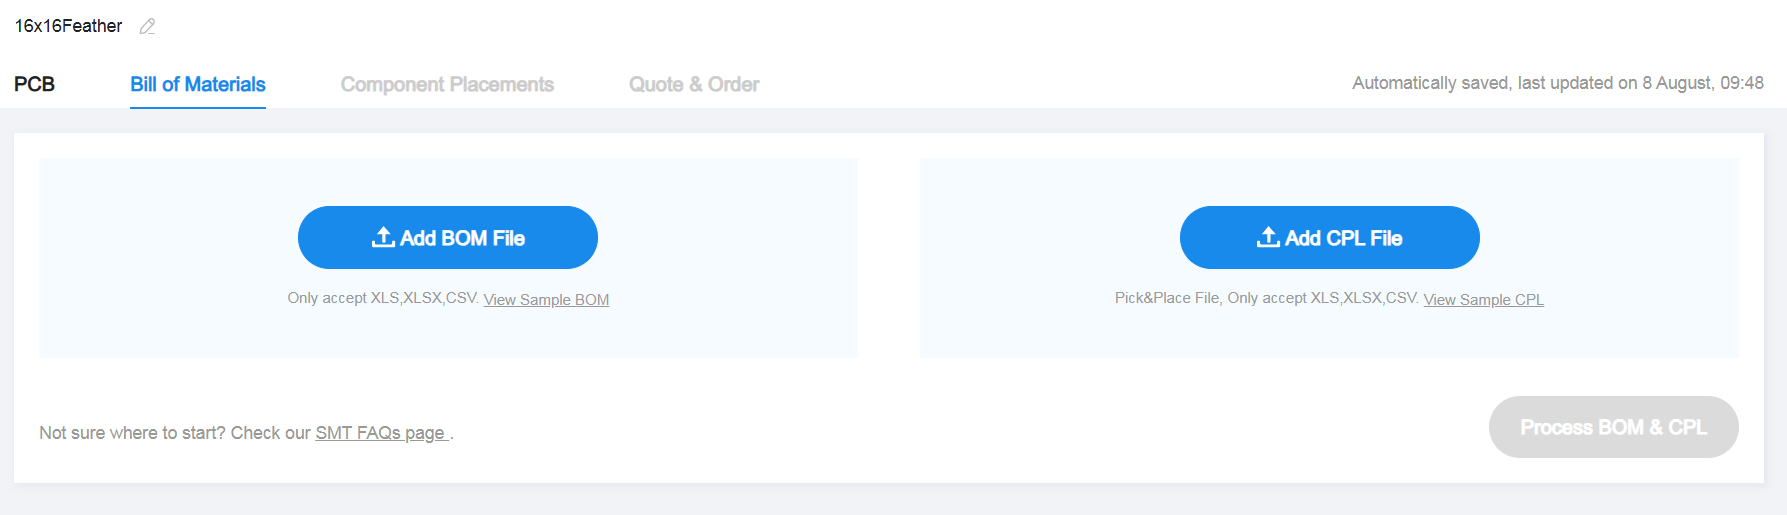 16x16Feather
PCB Bill of Materials Component Placements Quote & Order Automatically saved, last updated on 8 August, 09:48
Add BOM File
Only accept XLS,XLSX,CSV. View Sample BOM
Add CPL File
Pick&Place File, Only accept XLS,XLSX,CSV. View Sample CPL
Not sure where to start? Check our SMT FAQs page .
Process BOM & CPL